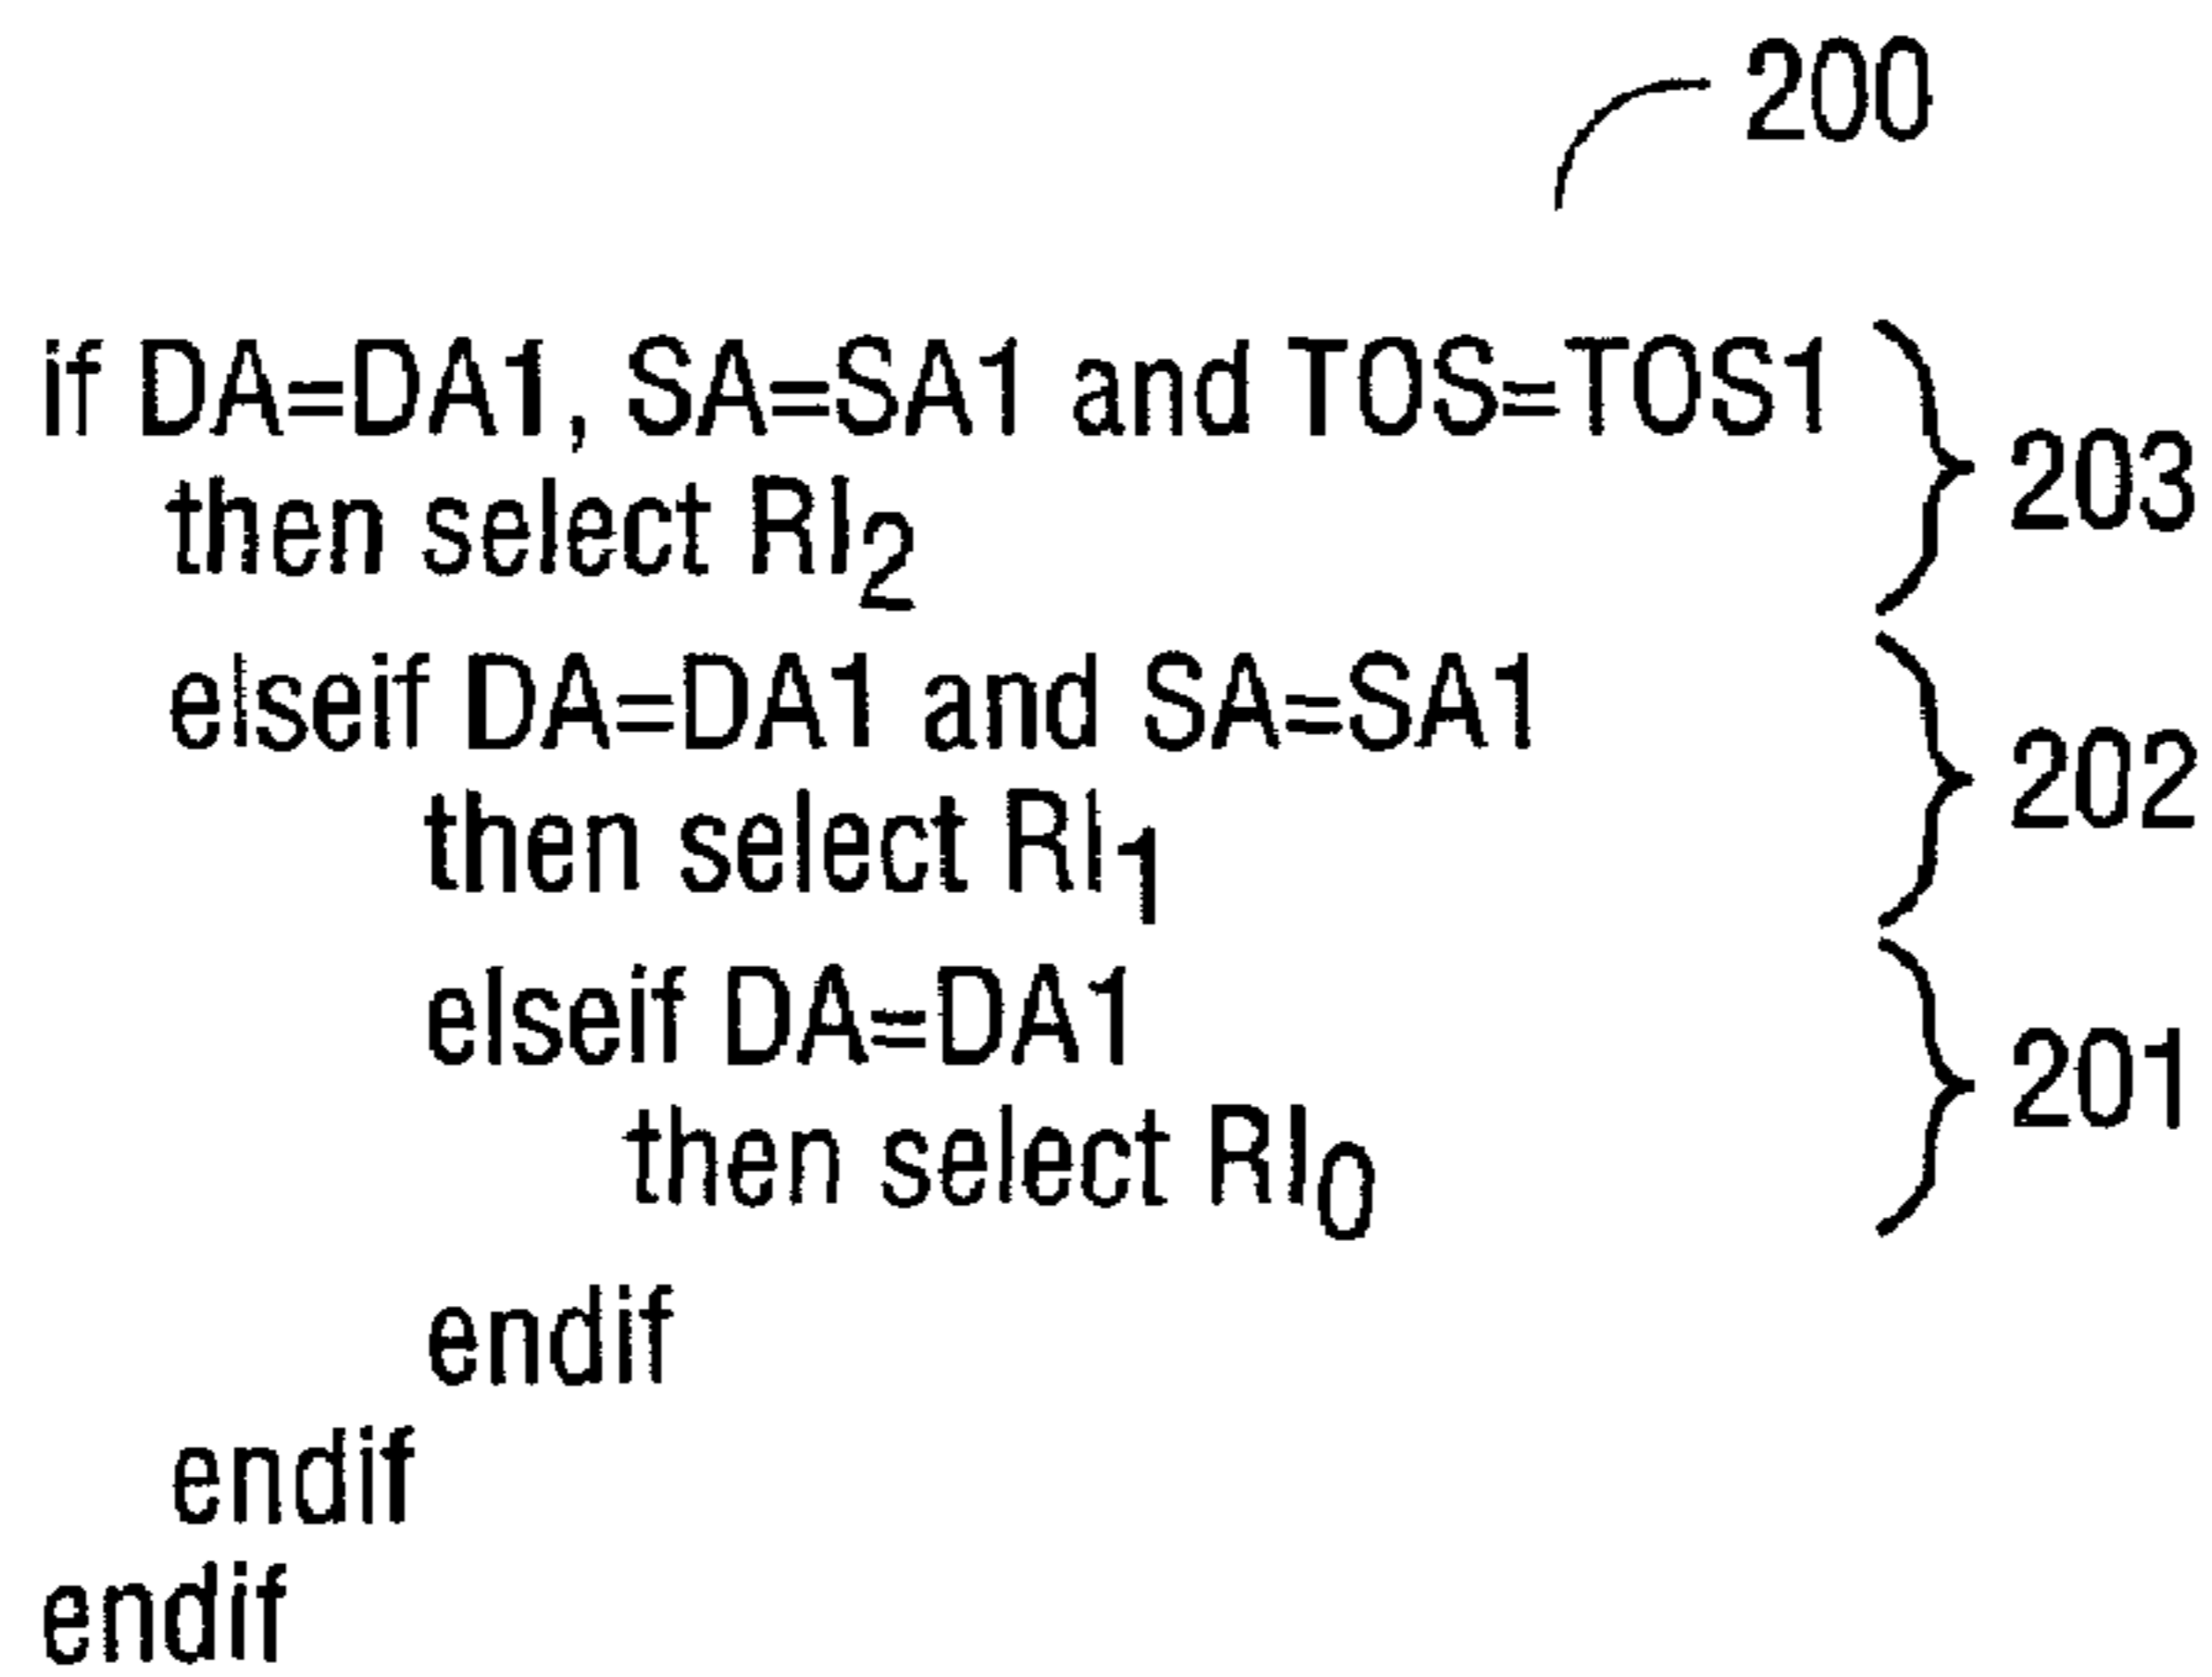 200
if DA=DA1, SA=SA1 and TOS=TOS1
then select RI2
203
elseif DA=DA1 and SA=SA1
then select RI1
202
elseif DA=DA1
then select RI0
201
endif
endif
endif